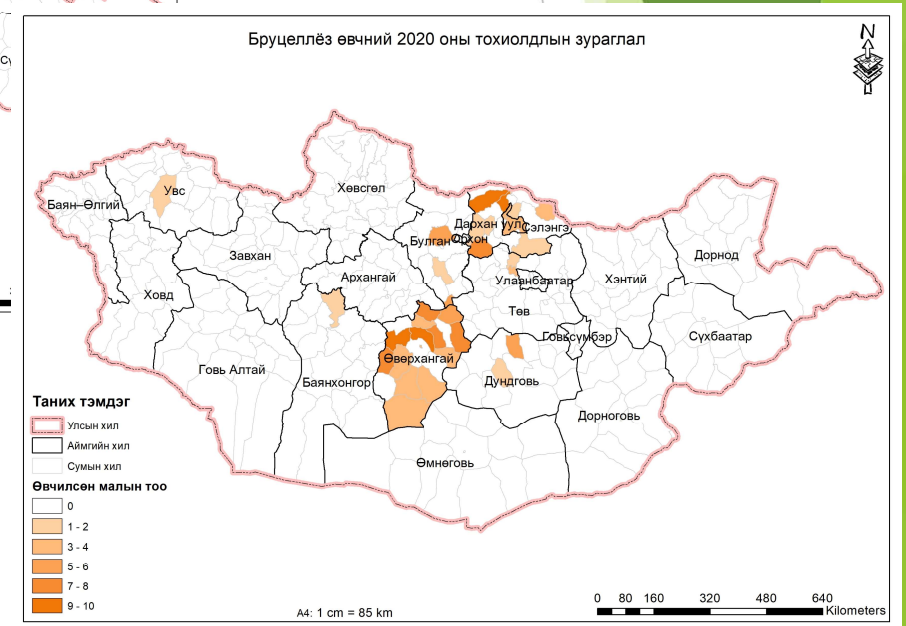 Бруцеллёз өвчний 2020 оны тохиолдлын зураглал
N
Хөвсгөл
Увс
Баян–Өлгий
Дархан уул
Сэлэнгэ
Булган
Орхон
Завхан
Архангай
Дорнод
Хэнтий
Улаанбаатар
Ховд
Төв
Говьсүмбэр
Сүхбаатар
Өвөрхангай
Говь Алтай
Баянхонгор
Дундговь
Дорноговь
Өмнөговь
Таних тэмдэг
Улсын хил
Аймгийн хил
Сумын хил
Өвчилсөн малын тоо
0
1 - 2
3 - 4
5 - 6
7 - 8
9 - 10
A4: 1 cm = 85 km
0 80 160 320 480 640
Kilometers